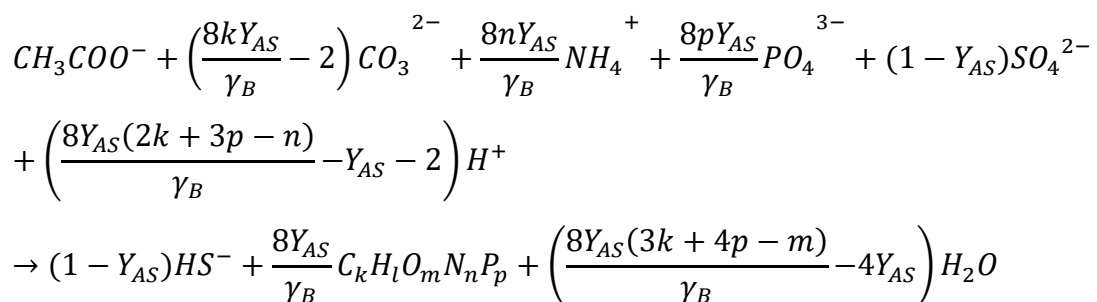 CH₃COO⁻ + (8kY_AS/γ_B − 2) CO₃²⁻ + 8nY_AS/γ_B NH₄⁺ + 8pY_AS/γ_B PO₄³⁻ + (1 − Y_AS)SO₄²⁻
+ (8Y_AS(2k + 3p − n)/γ_B − Y_AS − 2) H⁺
→ (1 − Y_AS)HS⁻ + 8Y_AS/γ_B C_kH_lO_mN_nP_p + (8Y_AS(3k + 4p − m)/γ_B − 4Y_AS) H₂O